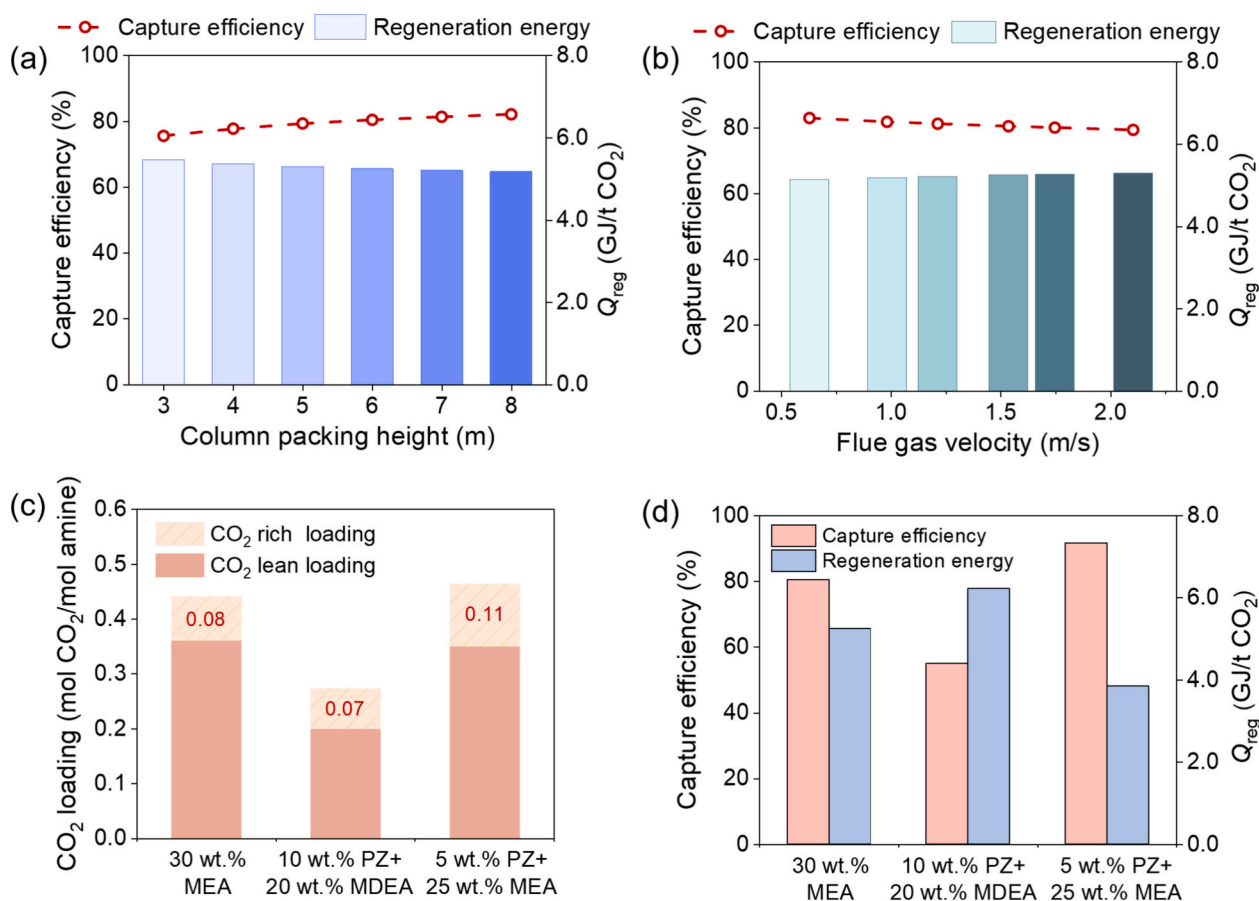 Capture efficiency Regeneration energy
(a)
100
80
60
40
20
0
Capture efficiency (%)
8.0
6.0
4.0
2.0
0.0
Qreg (GJ/t CO2)
3 4 5 6 7 8
Column packing height (m)
Capture efficiency Regeneration energy
(b)
100
80
60
40
20
0
Capture efficiency (%)
8.0
6.0
4.0
2.0
0.0
Qreg (GJ/t CO2)
0.5 1.0 1.5 2.0
Flue gas velocity (m/s)
(c)
0.6
0.5
0.4
0.3
0.2
0.1
0.0
CO2 loading (mol CO2/mol amine)
CO2 rich loading
CO2 lean loading
0.08
0.07
0.11
30 wt.% 10 wt.% PZ+ 5 wt.% PZ+
MEA 20 wt.% MDEA 25 wt.% MEA
(d)
100
80
60
40
20
0
Capture efficiency (%)
Capture efficiency
Regeneration energy
8.0
6.0
4.0
2.0
0.0
Qreg (GJ/t CO2)
30 wt.% 10 wt.% PZ+ 5 wt.% PZ+
MEA 20 wt.% MDEA 25 wt.% MEA